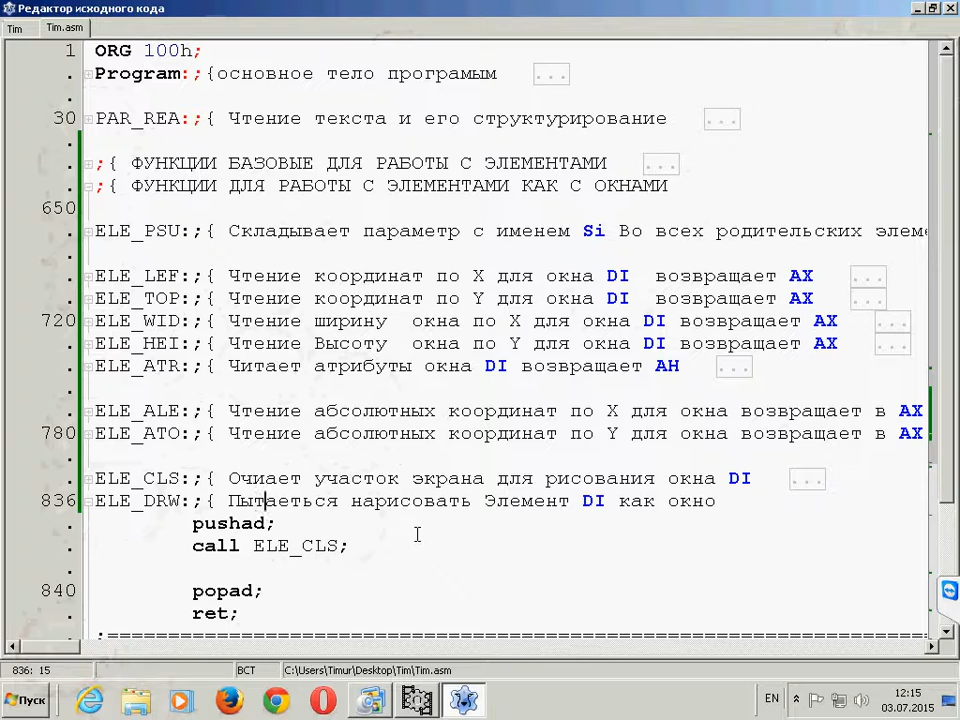 Редактор исходного кода
Tim Tim.asm
1 ORG 100h;
Program:;{основное тело програмым ...
30 PAR_REA:;{ Чтение текста и его структурирование ...
;{ ФУНКЦИИ БАЗОВЫЕ ДЛЯ РАБОТЫ С ЭЛЕМЕНТАМИ ...
;{ ФУНКЦИИ ДЛЯ РАБОТЫ С ЭЛЕМЕНТАМИ КАК С ОКНАМИ
650
ELE_PSU:;{ Складывает параметр с именем Si Во всех родительских элеме
ELE_LEF:;{ Чтение координат по X для окна DI возвращает AX ...
ELE_TOP:;{ Чтение координат по Y для окна DI возвращает AX ...
720 ELE_WID:;{ Чтение ширину окна по X для окна DI возвращает AX ...
ELE_HEI:;{ Чтение Высоту окна по Y для окна DI возвращает AX ...
ELE_ATR:;{ Читает атрибуты окна DI возвращает AH ...
ELE_ALE:;{ Чтение абсолютных координат по X для окна возвращает в AX
780 ELE_ATO:;{ Чтение абсолютных координат по Y для окна возвращает в AX
ELE_CLS:;{ Очиает участок экрана для рисования окна DI ...
836 ELE_DRW:;{ Пытаеться нарисовать Элемент DI как окно
pushad;
call ELE_CLS;
840 popad;
ret;
;====================================================================
836: 15 ВСТ C:\Users\Timur\Desktop\Tim\Tim.asm
Пуск EN 12:15
03.07.2015